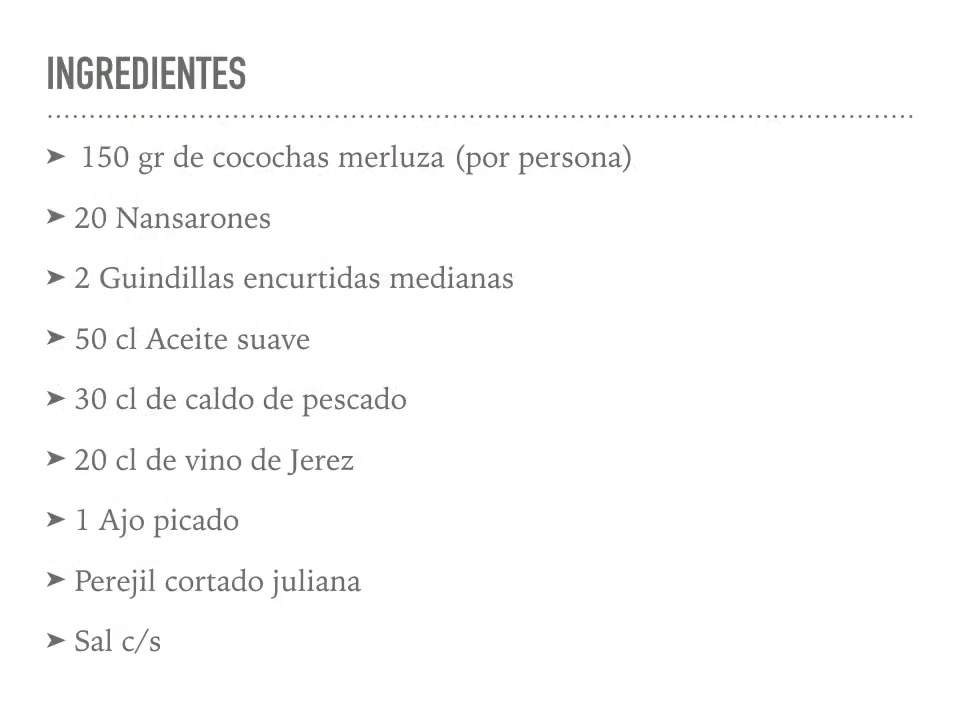 INGREDIENTES
➤ 150 gr de cocochas merluza (por persona)
➤ 20 Nansarones
➤ 2 Guindillas encurtidas medianas
➤ 50 cl Aceite suave
➤ 30 cl de caldo de pescado
➤ 20 cl de vino de Jerez
➤ 1 Ajo picado
➤ Perejil cortado juliana
➤ Sal c/s